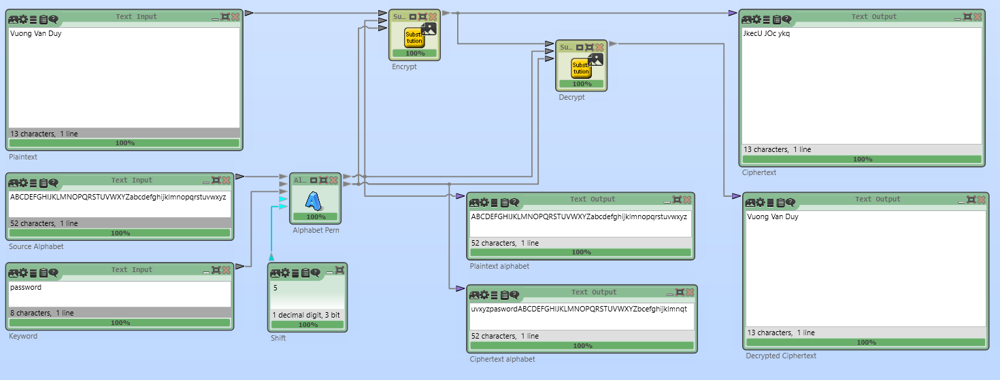 Text Input
Vuong Van Duy
13 characters,  1 line
100%
Plaintext
Su...
Substi
tution
100%
Encrypt
Su...
Substi
tution
100%
Decrypt
Text Output
JkecU JOc ykq
13 characters,  1 line
100%
Ciphertext
Text Input
ABCDEFGHIJKLMNOPQRSTUVWXYZabcdefghijklmnopqrstuvwxyz
52 characters,  1 line
100%
Source Alphabet
Al...
100%
Alphabet Perm
Text Output
ABCDEFGHIJKLMNOPQRSTUVWXYZabcdefghijklmnopqrstuvwxyz
52 characters,  1 line
100%
Plaintext alphabet
Text Output
Vuong Van Duy
13 characters,  1 line
100%
Decrypted Ciphertext
Text Input
password
8 characters,  1 line
100%
Keyword
5
1 decimal digit, 3 bit
100%
Shift
Text Output
uvxyzpaswordABCDEFGHIJKLMNOPQRSTUVWXYZbcefghijklmnqt
52 characters,  1 line
100%
Ciphertext alphabet